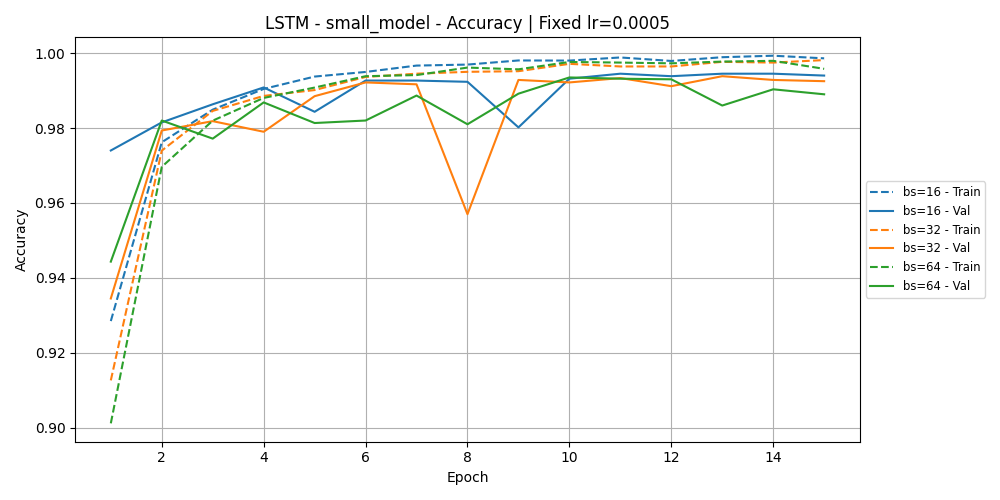 LSTM - small_model - Accuracy | Fixed lr=0.0005
1.00
0.98
0.96
0.94
0.92
0.90
Accuracy
2
4
6
8
10
12
14
Epoch
bs=16 - Train
bs=16 - Val
bs=32 - Train
bs=32 - Val
bs=64 - Train
bs=64 - Val